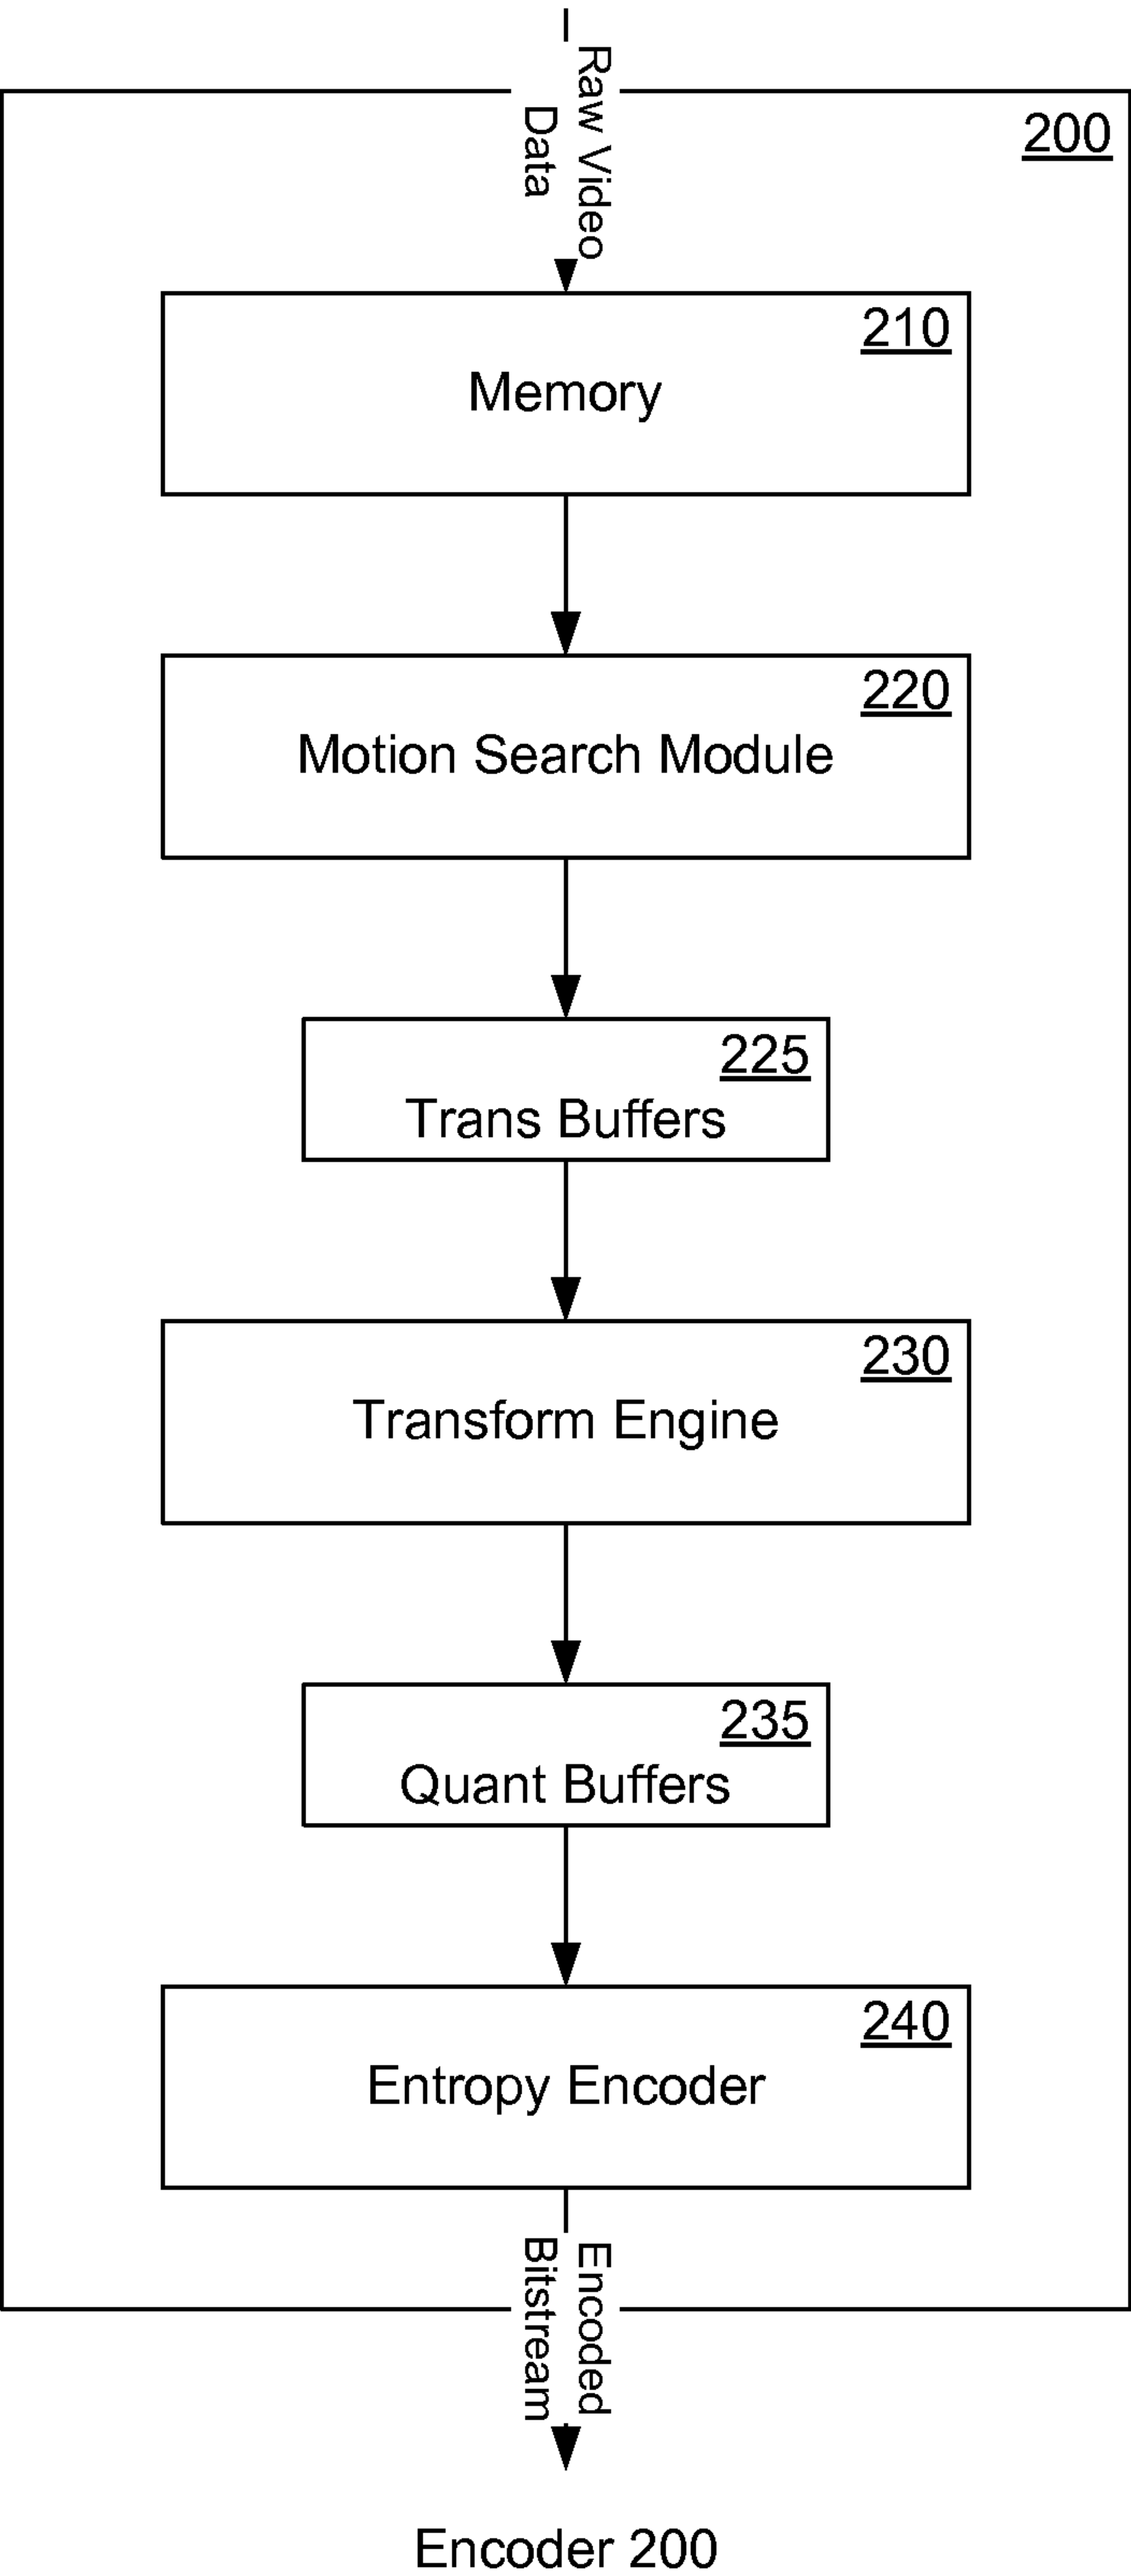 Raw Video
Data
200
210
Memory
220
Motion Search Module
225
Trans Buffers
230
Transform Engine
235
Quant Buffers
240
Entropy Encoder
Encoded
Bitstream
Encoder 200